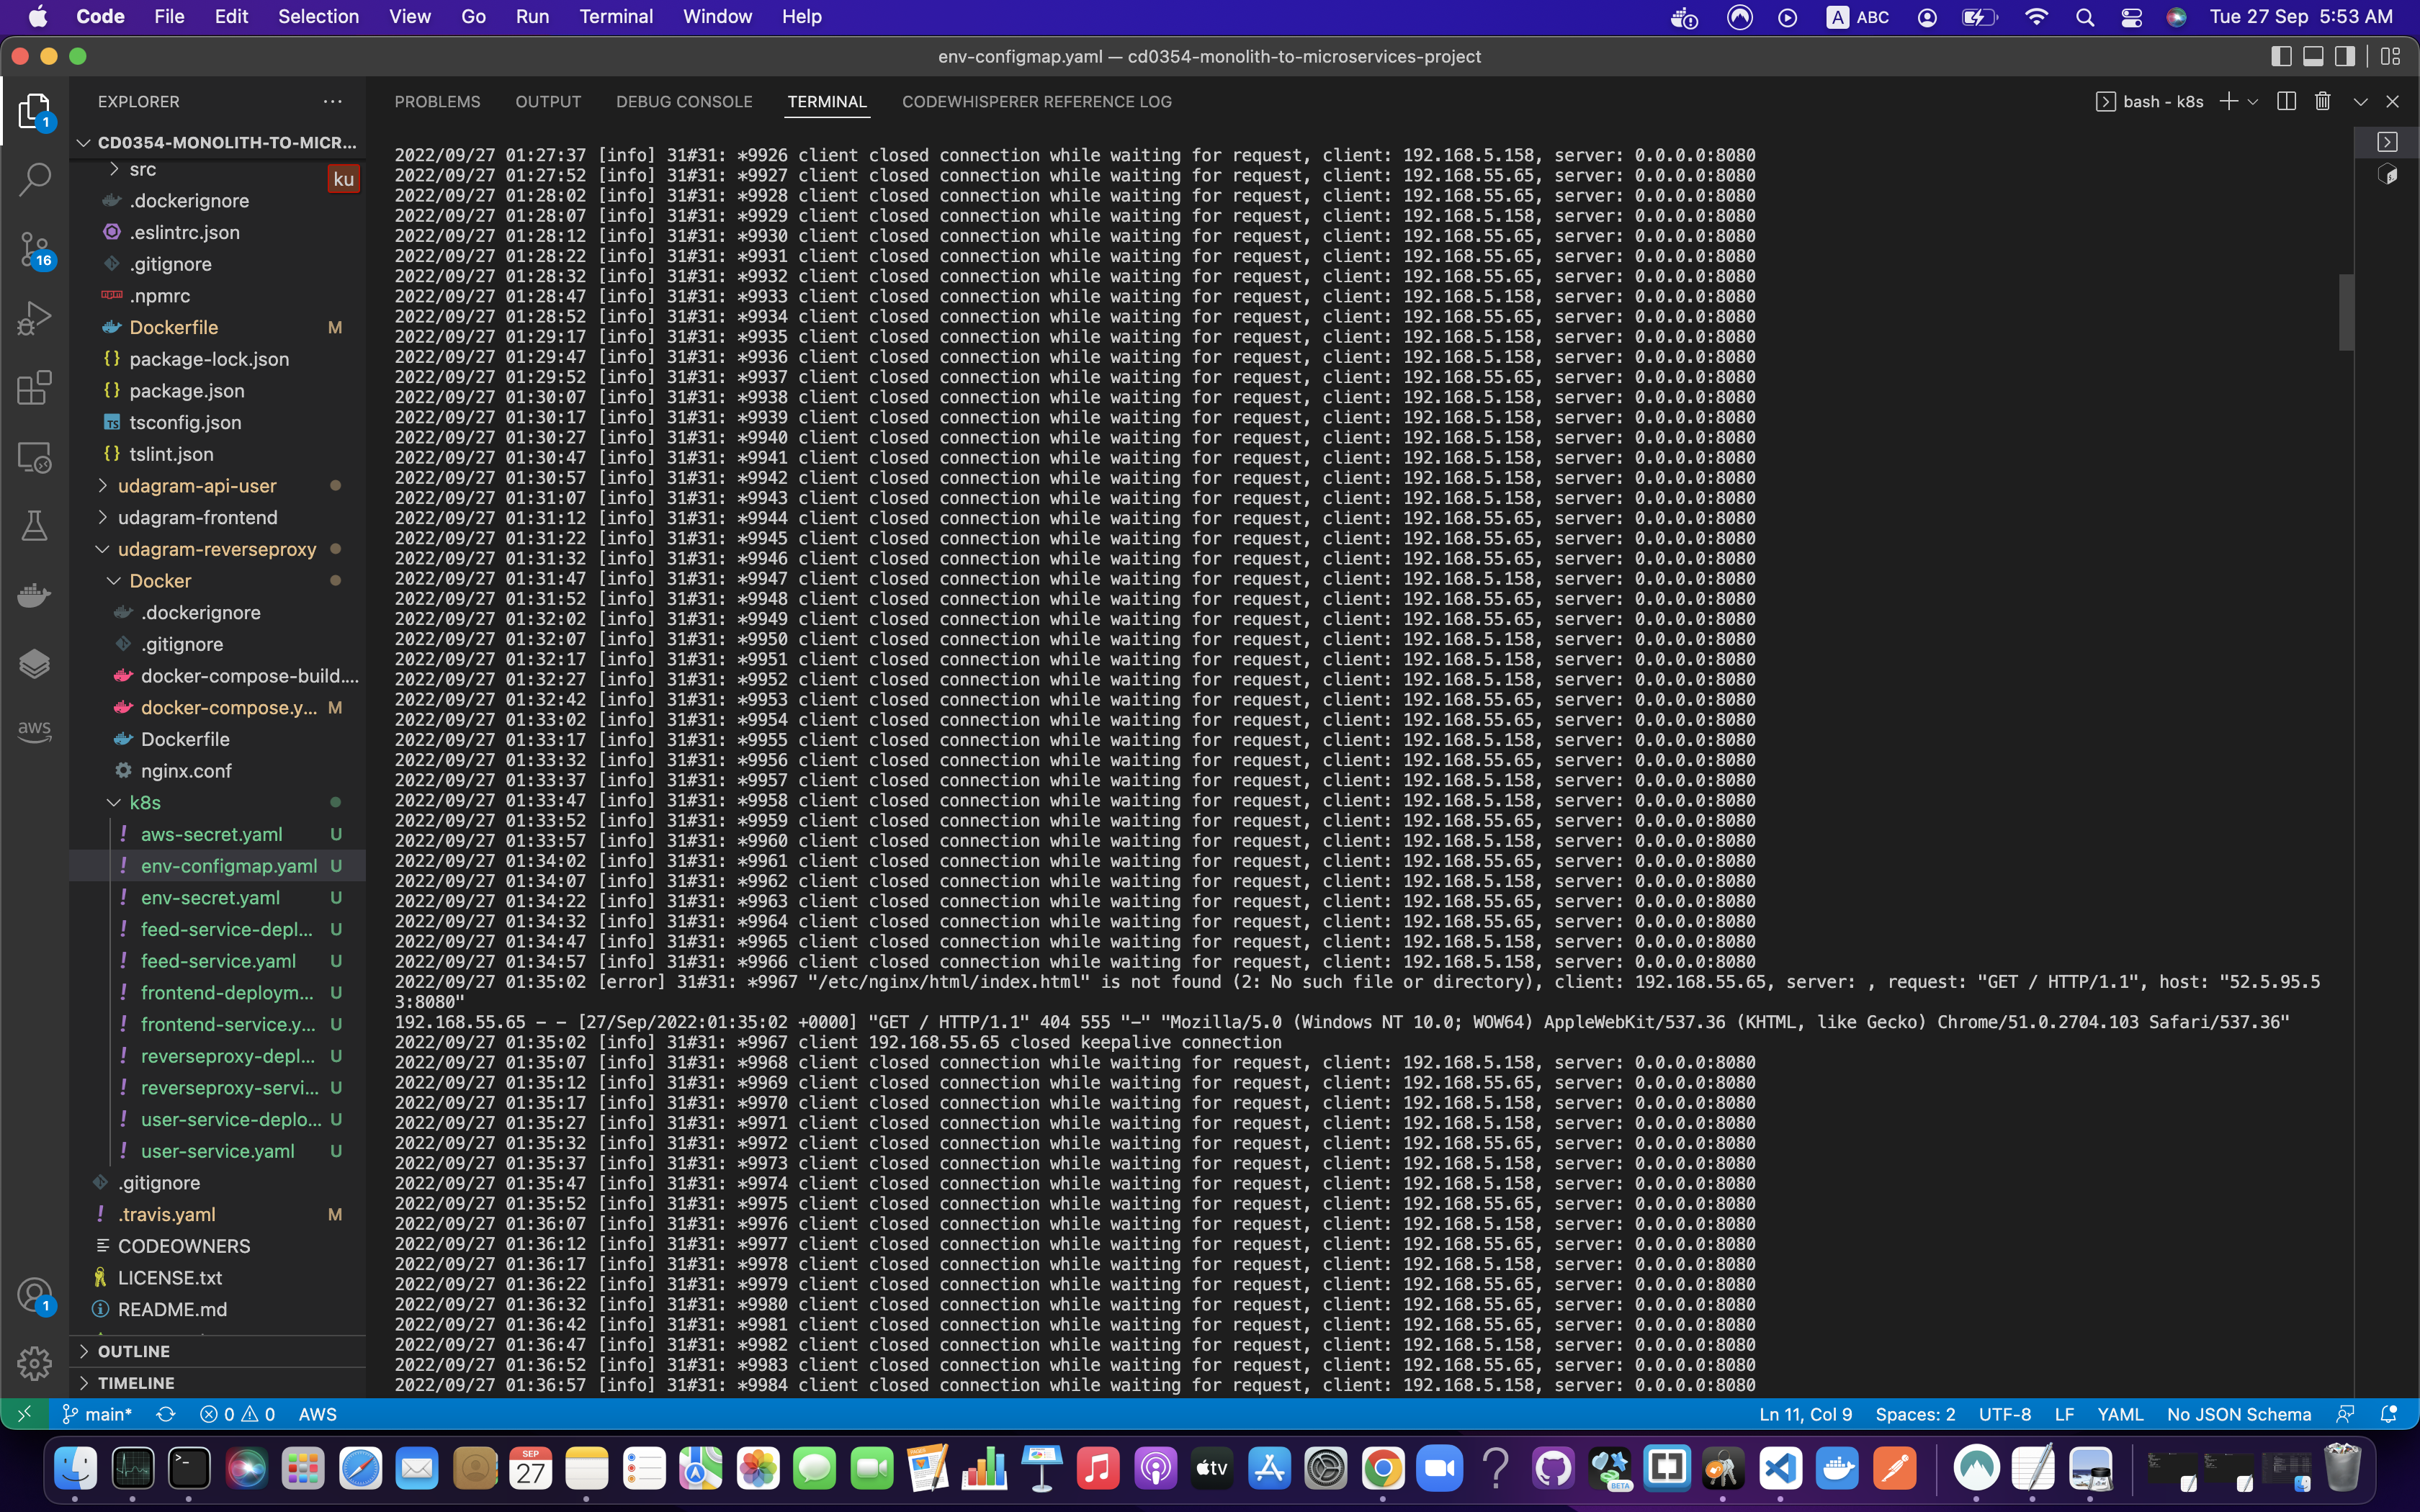 Code File Edit Selection View Go Run Terminal Window Help
A ABC Tue 27 Sep 5:53 AM
env-configmap.yaml — cd0354-monolith-to-microservices-project
EXPLORER
PROBLEMS OUTPUT DEBUG CONSOLE TERMINAL CODEWHISPERER REFERENCE LOG
bash - k8s
1
16
aws
1
CD0354-MONOLITH-TO-MICR...
src
ku
.dockerignore
.eslintrc.json
.gitignore
.npmrc
Dockerfile M
package-lock.json
package.json
tsconfig.json
tslint.json
udagram-api-user
udagram-frontend
udagram-reverseproxy
Docker
.dockerignore
.gitignore
docker-compose-build....
docker-compose.y... M
Dockerfile
nginx.conf
k8s
aws-secret.yaml U
env-configmap.yaml U
env-secret.yaml U
feed-service-depl... U
feed-service.yaml U
frontend-deploym... U
frontend-service.y... U
reverseproxy-depl... U
reverseproxy-servi... U
user-service-deplo... U
user-service.yaml U
.gitignore
.travis.yaml M
CODEOWNERS
LICENSE.txt
README.md
OUTLINE
TIMELINE
2022/09/27 01:27:37 [info] 31#31: *9926 client closed connection while waiting for request, client: 192.168.5.158, server: 0.0.0.0:8080
2022/09/27 01:27:52 [info] 31#31: *9927 client closed connection while waiting for request, client: 192.168.55.65, server: 0.0.0.0:8080
2022/09/27 01:28:02 [info] 31#31: *9928 client closed connection while waiting for request, client: 192.168.55.65, server: 0.0.0.0:8080
2022/09/27 01:28:07 [info] 31#31: *9929 client closed connection while waiting for request, client: 192.168.5.158, server: 0.0.0.0:8080
2022/09/27 01:28:12 [info] 31#31: *9930 client closed connection while waiting for request, client: 192.168.55.65, server: 0.0.0.0:8080
2022/09/27 01:28:22 [info] 31#31: *9931 client closed connection while waiting for request, client: 192.168.55.65, server: 0.0.0.0:8080
2022/09/27 01:28:32 [info] 31#31: *9932 client closed connection while waiting for request, client: 192.168.55.65, server: 0.0.0.0:8080
2022/09/27 01:28:47 [info] 31#31: *9933 client closed connection while waiting for request, client: 192.168.5.158, server: 0.0.0.0:8080
2022/09/27 01:28:52 [info] 31#31: *9934 client closed connection while waiting for request, client: 192.168.55.65, server: 0.0.0.0:8080
2022/09/27 01:29:17 [info] 31#31: *9935 client closed connection while waiting for request, client: 192.168.5.158, server: 0.0.0.0:8080
2022/09/27 01:29:47 [info] 31#31: *9936 client closed connection while waiting for request, client: 192.168.5.158, server: 0.0.0.0:8080
2022/09/27 01:29:52 [info] 31#31: *9937 client closed connection while waiting for request, client: 192.168.55.65, server: 0.0.0.0:8080
2022/09/27 01:30:07 [info] 31#31: *9938 client closed connection while waiting for request, client: 192.168.5.158, server: 0.0.0.0:8080
2022/09/27 01:30:17 [info] 31#31: *9939 client closed connection while waiting for request, client: 192.168.5.158, server: 0.0.0.0:8080
2022/09/27 01:30:27 [info] 31#31: *9940 client closed connection while waiting for request, client: 192.168.5.158, server: 0.0.0.0:8080
2022/09/27 01:30:47 [info] 31#31: *9941 client closed connection while waiting for request, client: 192.168.5.158, server: 0.0.0.0:8080
2022/09/27 01:30:57 [info] 31#31: *9942 client closed connection while waiting for request, client: 192.168.5.158, server: 0.0.0.0:8080
2022/09/27 01:31:07 [info] 31#31: *9943 client closed connection while waiting for request, client: 192.168.5.158, server: 0.0.0.0:8080
2022/09/27 01:31:12 [info] 31#31: *9944 client closed connection while waiting for request, client: 192.168.55.65, server: 0.0.0.0:8080
2022/09/27 01:31:22 [info] 31#31: *9945 client closed connection while waiting for request, client: 192.168.55.65, server: 0.0.0.0:8080
2022/09/27 01:31:32 [info] 31#31: *9946 client closed connection while waiting for request, client: 192.168.55.65, server: 0.0.0.0:8080
2022/09/27 01:31:47 [info] 31#31: *9947 client closed connection while waiting for request, client: 192.168.5.158, server: 0.0.0.0:8080
2022/09/27 01:31:52 [info] 31#31: *9948 client closed connection while waiting for request, client: 192.168.55.65, server: 0.0.0.0:8080
2022/09/27 01:32:02 [info] 31#31: *9949 client closed connection while waiting for request, client: 192.168.55.65, server: 0.0.0.0:8080
2022/09/27 01:32:07 [info] 31#31: *9950 client closed connection while waiting for request, client: 192.168.5.158, server: 0.0.0.0:8080
2022/09/27 01:32:17 [info] 31#31: *9951 client closed connection while waiting for request, client: 192.168.5.158, server: 0.0.0.0:8080
2022/09/27 01:32:27 [info] 31#31: *9952 client closed connection while waiting for request, client: 192.168.5.158, server: 0.0.0.0:8080
2022/09/27 01:32:42 [info] 31#31: *9953 client closed connection while waiting for request, client: 192.168.55.65, server: 0.0.0.0:8080
2022/09/27 01:33:02 [info] 31#31: *9954 client closed connection while waiting for request, client: 192.168.55.65, server: 0.0.0.0:8080
2022/09/27 01:33:17 [info] 31#31: *9955 client closed connection while waiting for request, client: 192.168.5.158, server: 0.0.0.0:8080
2022/09/27 01:33:32 [info] 31#31: *9956 client closed connection while waiting for request, client: 192.168.55.65, server: 0.0.0.0:8080
2022/09/27 01:33:37 [info] 31#31: *9957 client closed connection while waiting for request, client: 192.168.5.158, server: 0.0.0.0:8080
2022/09/27 01:33:47 [info] 31#31: *9958 client closed connection while waiting for request, client: 192.168.5.158, server: 0.0.0.0:8080
2022/09/27 01:33:52 [info] 31#31: *9959 client closed connection while waiting for request, client: 192.168.55.65, server: 0.0.0.0:8080
2022/09/27 01:33:57 [info] 31#31: *9960 client closed connection while waiting for request, client: 192.168.5.158, server: 0.0.0.0:8080
2022/09/27 01:34:02 [info] 31#31: *9961 client closed connection while waiting for request, client: 192.168.55.65, server: 0.0.0.0:8080
2022/09/27 01:34:07 [info] 31#31: *9962 client closed connection while waiting for request, client: 192.168.5.158, server: 0.0.0.0:8080
2022/09/27 01:34:22 [info] 31#31: *9963 client closed connection while waiting for request, client: 192.168.55.65, server: 0.0.0.0:8080
2022/09/27 01:34:32 [info] 31#31: *9964 client closed connection while waiting for request, client: 192.168.55.65, server: 0.0.0.0:8080
2022/09/27 01:34:47 [info] 31#31: *9965 client closed connection while waiting for request, client: 192.168.5.158, server: 0.0.0.0:8080
2022/09/27 01:34:57 [info] 31#31: *9966 client closed connection while waiting for request, client: 192.168.5.158, server: 0.0.0.0:8080
2022/09/27 01:35:02 [error] 31#31: *9967 "/etc/nginx/html/index.html" is not found (2: No such file or directory), client: 192.168.55.65, server: , request: "GET / HTTP/1.1", host: "52.5.95.5
3:8080"
192.168.55.65 - - [27/Sep/2022:01:35:02 +0000] "GET / HTTP/1.1" 404 555 "-" "Mozilla/5.0 (Windows NT 10.0; WOW64) AppleWebKit/537.36 (KHTML, like Gecko) Chrome/51.0.2704.103 Safari/537.36"
2022/09/27 01:35:02 [info] 31#31: *9967 client 192.168.55.65 closed keepalive connection
2022/09/27 01:35:07 [info] 31#31: *9968 client closed connection while waiting for request, client: 192.168.5.158, server: 0.0.0.0:8080
2022/09/27 01:35:12 [info] 31#31: *9969 client closed connection while waiting for request, client: 192.168.55.65, server: 0.0.0.0:8080
2022/09/27 01:35:17 [info] 31#31: *9970 client closed connection while waiting for request, client: 192.168.5.158, server: 0.0.0.0:8080
2022/09/27 01:35:27 [info] 31#31: *9971 client closed connection while waiting for request, client: 192.168.5.158, server: 0.0.0.0:8080
2022/09/27 01:35:32 [info] 31#31: *9972 client closed connection while waiting for request, client: 192.168.55.65, server: 0.0.0.0:8080
2022/09/27 01:35:37 [info] 31#31: *9973 client closed connection while waiting for request, client: 192.168.5.158, server: 0.0.0.0:8080
2022/09/27 01:35:47 [info] 31#31: *9974 client closed connection while waiting for request, client: 192.168.5.158, server: 0.0.0.0:8080
2022/09/27 01:35:52 [info] 31#31: *9975 client closed connection while waiting for request, client: 192.168.55.65, server: 0.0.0.0:8080
2022/09/27 01:36:07 [info] 31#31: *9976 client closed connection while waiting for request, client: 192.168.5.158, server: 0.0.0.0:8080
2022/09/27 01:36:12 [info] 31#31: *9977 client closed connection while waiting for request, client: 192.168.55.65, server: 0.0.0.0:8080
2022/09/27 01:36:17 [info] 31#31: *9978 client closed connection while waiting for request, client: 192.168.5.158, server: 0.0.0.0:8080
2022/09/27 01:36:22 [info] 31#31: *9979 client closed connection while waiting for request, client: 192.168.55.65, server: 0.0.0.0:8080
2022/09/27 01:36:32 [info] 31#31: *9980 client closed connection while waiting for request, client: 192.168.55.65, server: 0.0.0.0:8080
2022/09/27 01:36:42 [info] 31#31: *9981 client closed connection while waiting for request, client: 192.168.55.65, server: 0.0.0.0:8080
2022/09/27 01:36:47 [info] 31#31: *9982 client closed connection while waiting for request, client: 192.168.5.158, server: 0.0.0.0:8080
2022/09/27 01:36:52 [info] 31#31: *9983 client closed connection while waiting for request, client: 192.168.55.65, server: 0.0.0.0:8080
2022/09/27 01:36:57 [info] 31#31: *9984 client closed connection while waiting for request, client: 192.168.5.158, server: 0.0.0.0:8080
main* 0 0 AWS Ln 11, Col 9 Spaces: 2 UTF-8 LF YAML No JSON Schema
SEP
27
tv
BETA